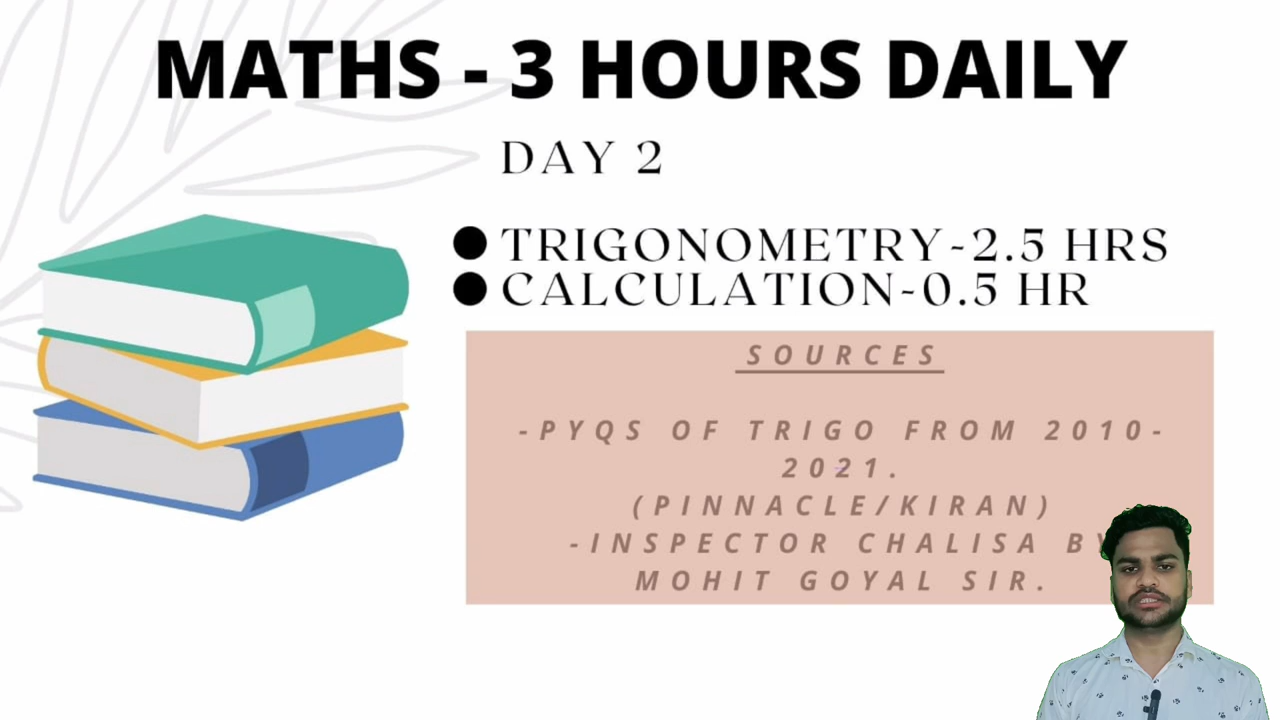 MATHS - 3 HOURS DAILY
DAY 2
● TRIGONOMETRY-2.5 HRS
● CALCULATION-0.5 HR
SOURCES
-PYQS OF TRIGO FROM 2010-
2021.
(PINNACLE/KIRAN)
-INSPECTOR CHALISA BY
MOHIT GOYAL SIR.